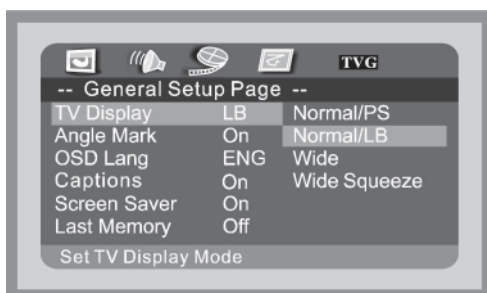 TVG
-- General Setup Page --
TV Display LB Normal/PS
Angle Mark On Normal/LB
OSD Lang ENG Wide
Captions On Wide Squeeze
Screen Saver On
Last Memory Off
Set TV Display Mode